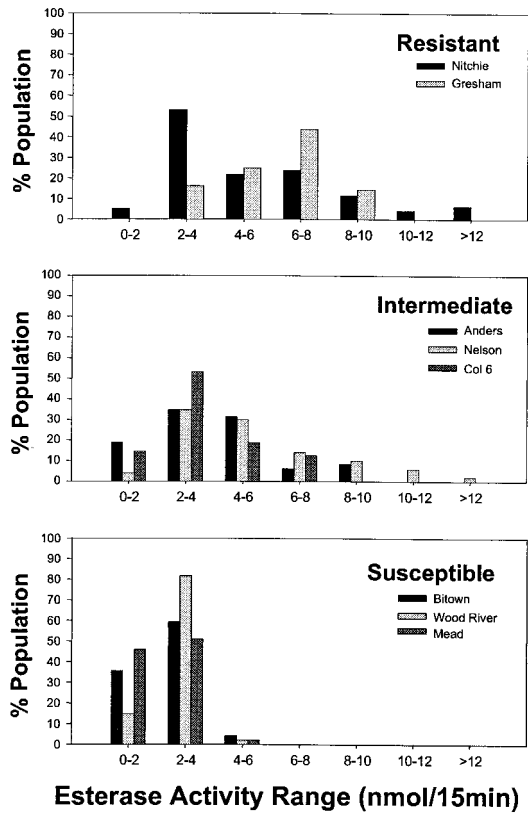 Resistant
Nitchie
Gresham
% Population
100
90
80
70
60
50
40
30
20
10
0
0-2 2-4 4-6 6-8 8-10 10-12 >12
Intermediate
Anders
Nelson
Col 6
% Population
100
90
80
70
60
50
40
30
20
10
0
0-2 2-4 4-6 6-8 8-10 10-12 >12
Susceptible
Bitown
Wood River
Mead
% Population
100
90
80
70
60
50
40
30
20
10
0
0-2 2-4 4-6 6-8 8-10 10-12 >12
Esterase Activity Range (nmol/15min)